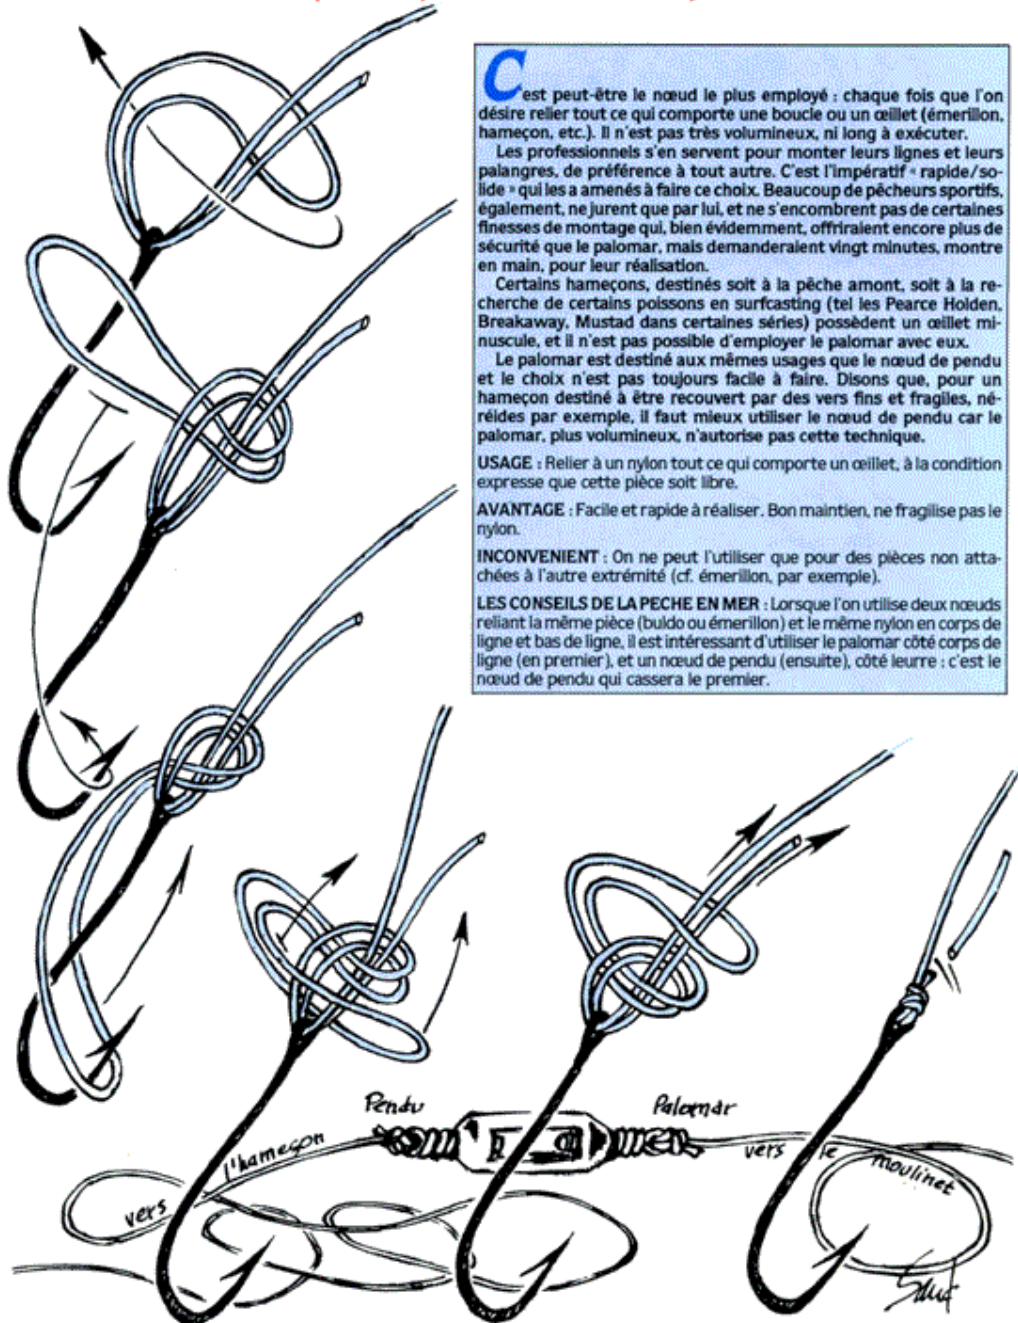 C'est peut-être le nœud le plus employé : chaque fois que l'on
désire relier tout ce qui comporte une boucle ou un œillet (émerillon,
hameçon, etc.). Il n'est pas très volumineux, ni long à exécuter.
Les professionnels s'en servent pour monter leurs lignes et leurs
palangres, de préférence à tout autre. C'est l'impératif « rapide/so-
lide » qui les a amenés à faire ce choix. Beaucoup de pêcheurs sportifs,
également, ne jurent que par lui, et ne s'encombrent pas de certaines
finesses de montage qui, bien évidemment, offriraient encore plus de
sécurité que le palomar, mais demanderaient vingt minutes, montre
en main, pour leur réalisation.
Certains hameçons, destinés soit à la pêche amont, soit à la re-
cherche de certains poissons en surfcasting (tel les Pearce Holden,
Breakaway, Mustad dans certaines séries) possèdent un œillet mi-
nuscule, et il n'est pas possible d'employer le palomar avec eux.
Le palomar est destiné aux mêmes usages que le nœud de pendu
et le choix n'est pas toujours facile à faire. Disons que, pour un
hameçon destiné à être recouvert par des vers fins et fragiles, né-
réides par exemple, il faut mieux utiliser le nœud de pendu car le
palomar, plus volumineux, n'autorise pas cette technique.
USAGE : Relier à un nylon tout ce qui comporte un œillet, à la condition
expresse que cette pièce soit libre.
AVANTAGE : Facile et rapide à réaliser. Bon maintien, ne fragilise pas le
nylon.
INCONVENIENT : On ne peut l'utiliser que pour des pièces non atta-
chées à l'autre extrémité (cf. émerillon, par exemple).
LES CONSEILS DE LA PECHE EN MER : Lorsque l'on utilise deux nœuds
reliant la même pièce (buldo ou émerillon) et le même nylon en corps de
ligne et bas de ligne, il est intéressant d'utiliser le palomar côté corps de
ligne (en premier), et un nœud de pendu (ensuite), côté leurre : c'est le
nœud de pendu qui cassera le premier.
Pendu
Palomar
vers l'hameçon
vers le moulinet